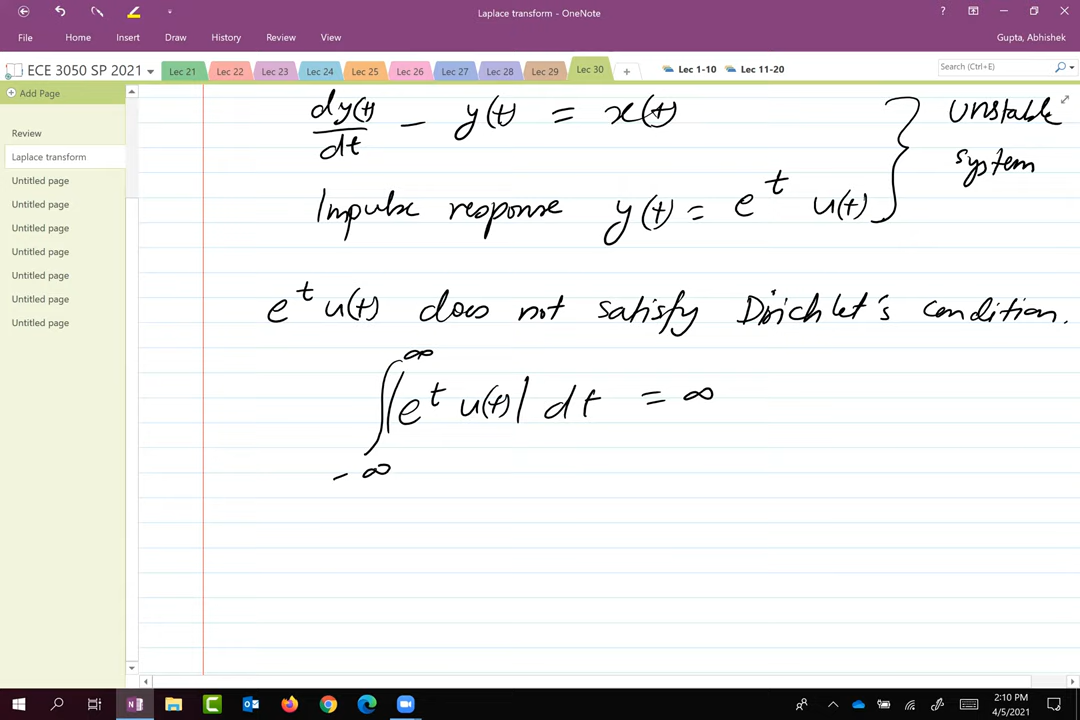 Laplace transform - OneNote
?
File Home Insert Draw History Review View
Gupta, Abhishek
ECE 3050 SP 2021
Lec 21 Lec 22 Lec 23 Lec 24 Lec 25 Lec 26 Lec 27 Lec 28 Lec 29 Lec 30 + Lec 1-10 Lec 11-20
Search (Ctrl+E)
Add Page
Review
Laplace transform
Untitled page
Untitled page
Untitled page
Untitled page
Untitled page
Untitled page
Untitled page
dy(t)/dt - y(t) = x(t)
Impulse response y(t) = e^t u(t)
} unstable
system
e^t u(t) does not satisfy Dirichlet's condition.
∫_{-∞}^{∞} |e^t u(t)| dt = ∞
2:10 PM
4/5/2021